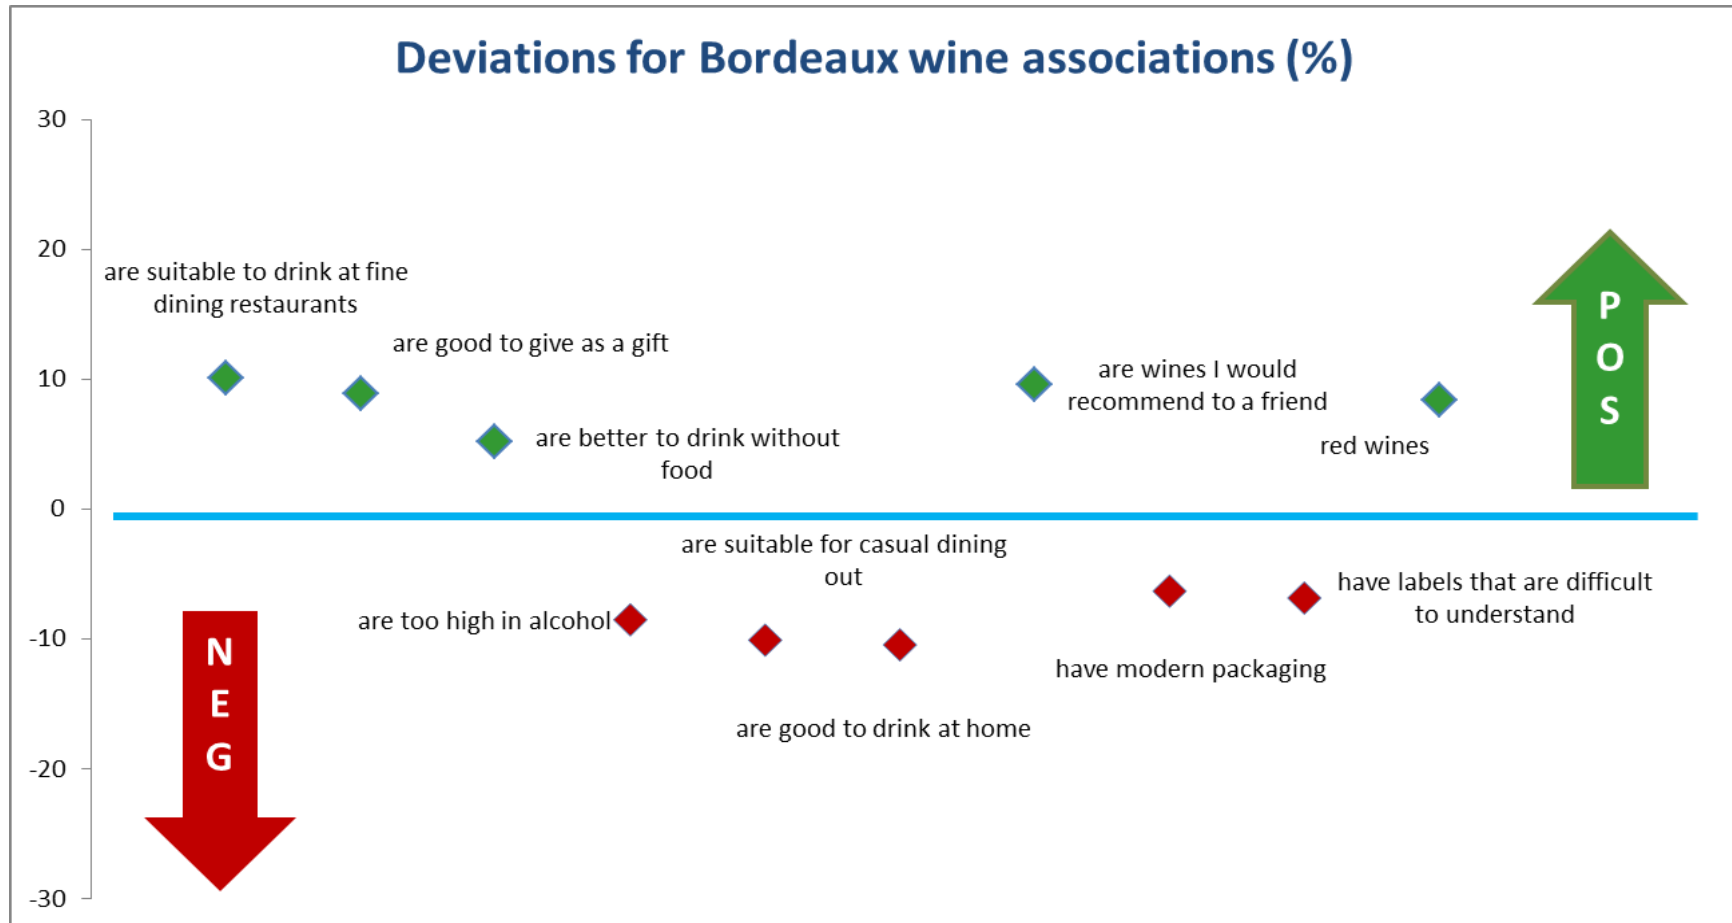 Deviations for Bordeaux wine associations (%)
30
20
10
0
-10
-20
-30
are suitable to drink at fine
dining restaurants
are good to give as a gift
are better to drink without
food
are wines I would
recommend to a friend
red wines
P
O
S
are suitable for casual dining
out
are too high in alcohol
have labels that are difficult
to understand
have modern packaging
are good to drink at home
N
E
G